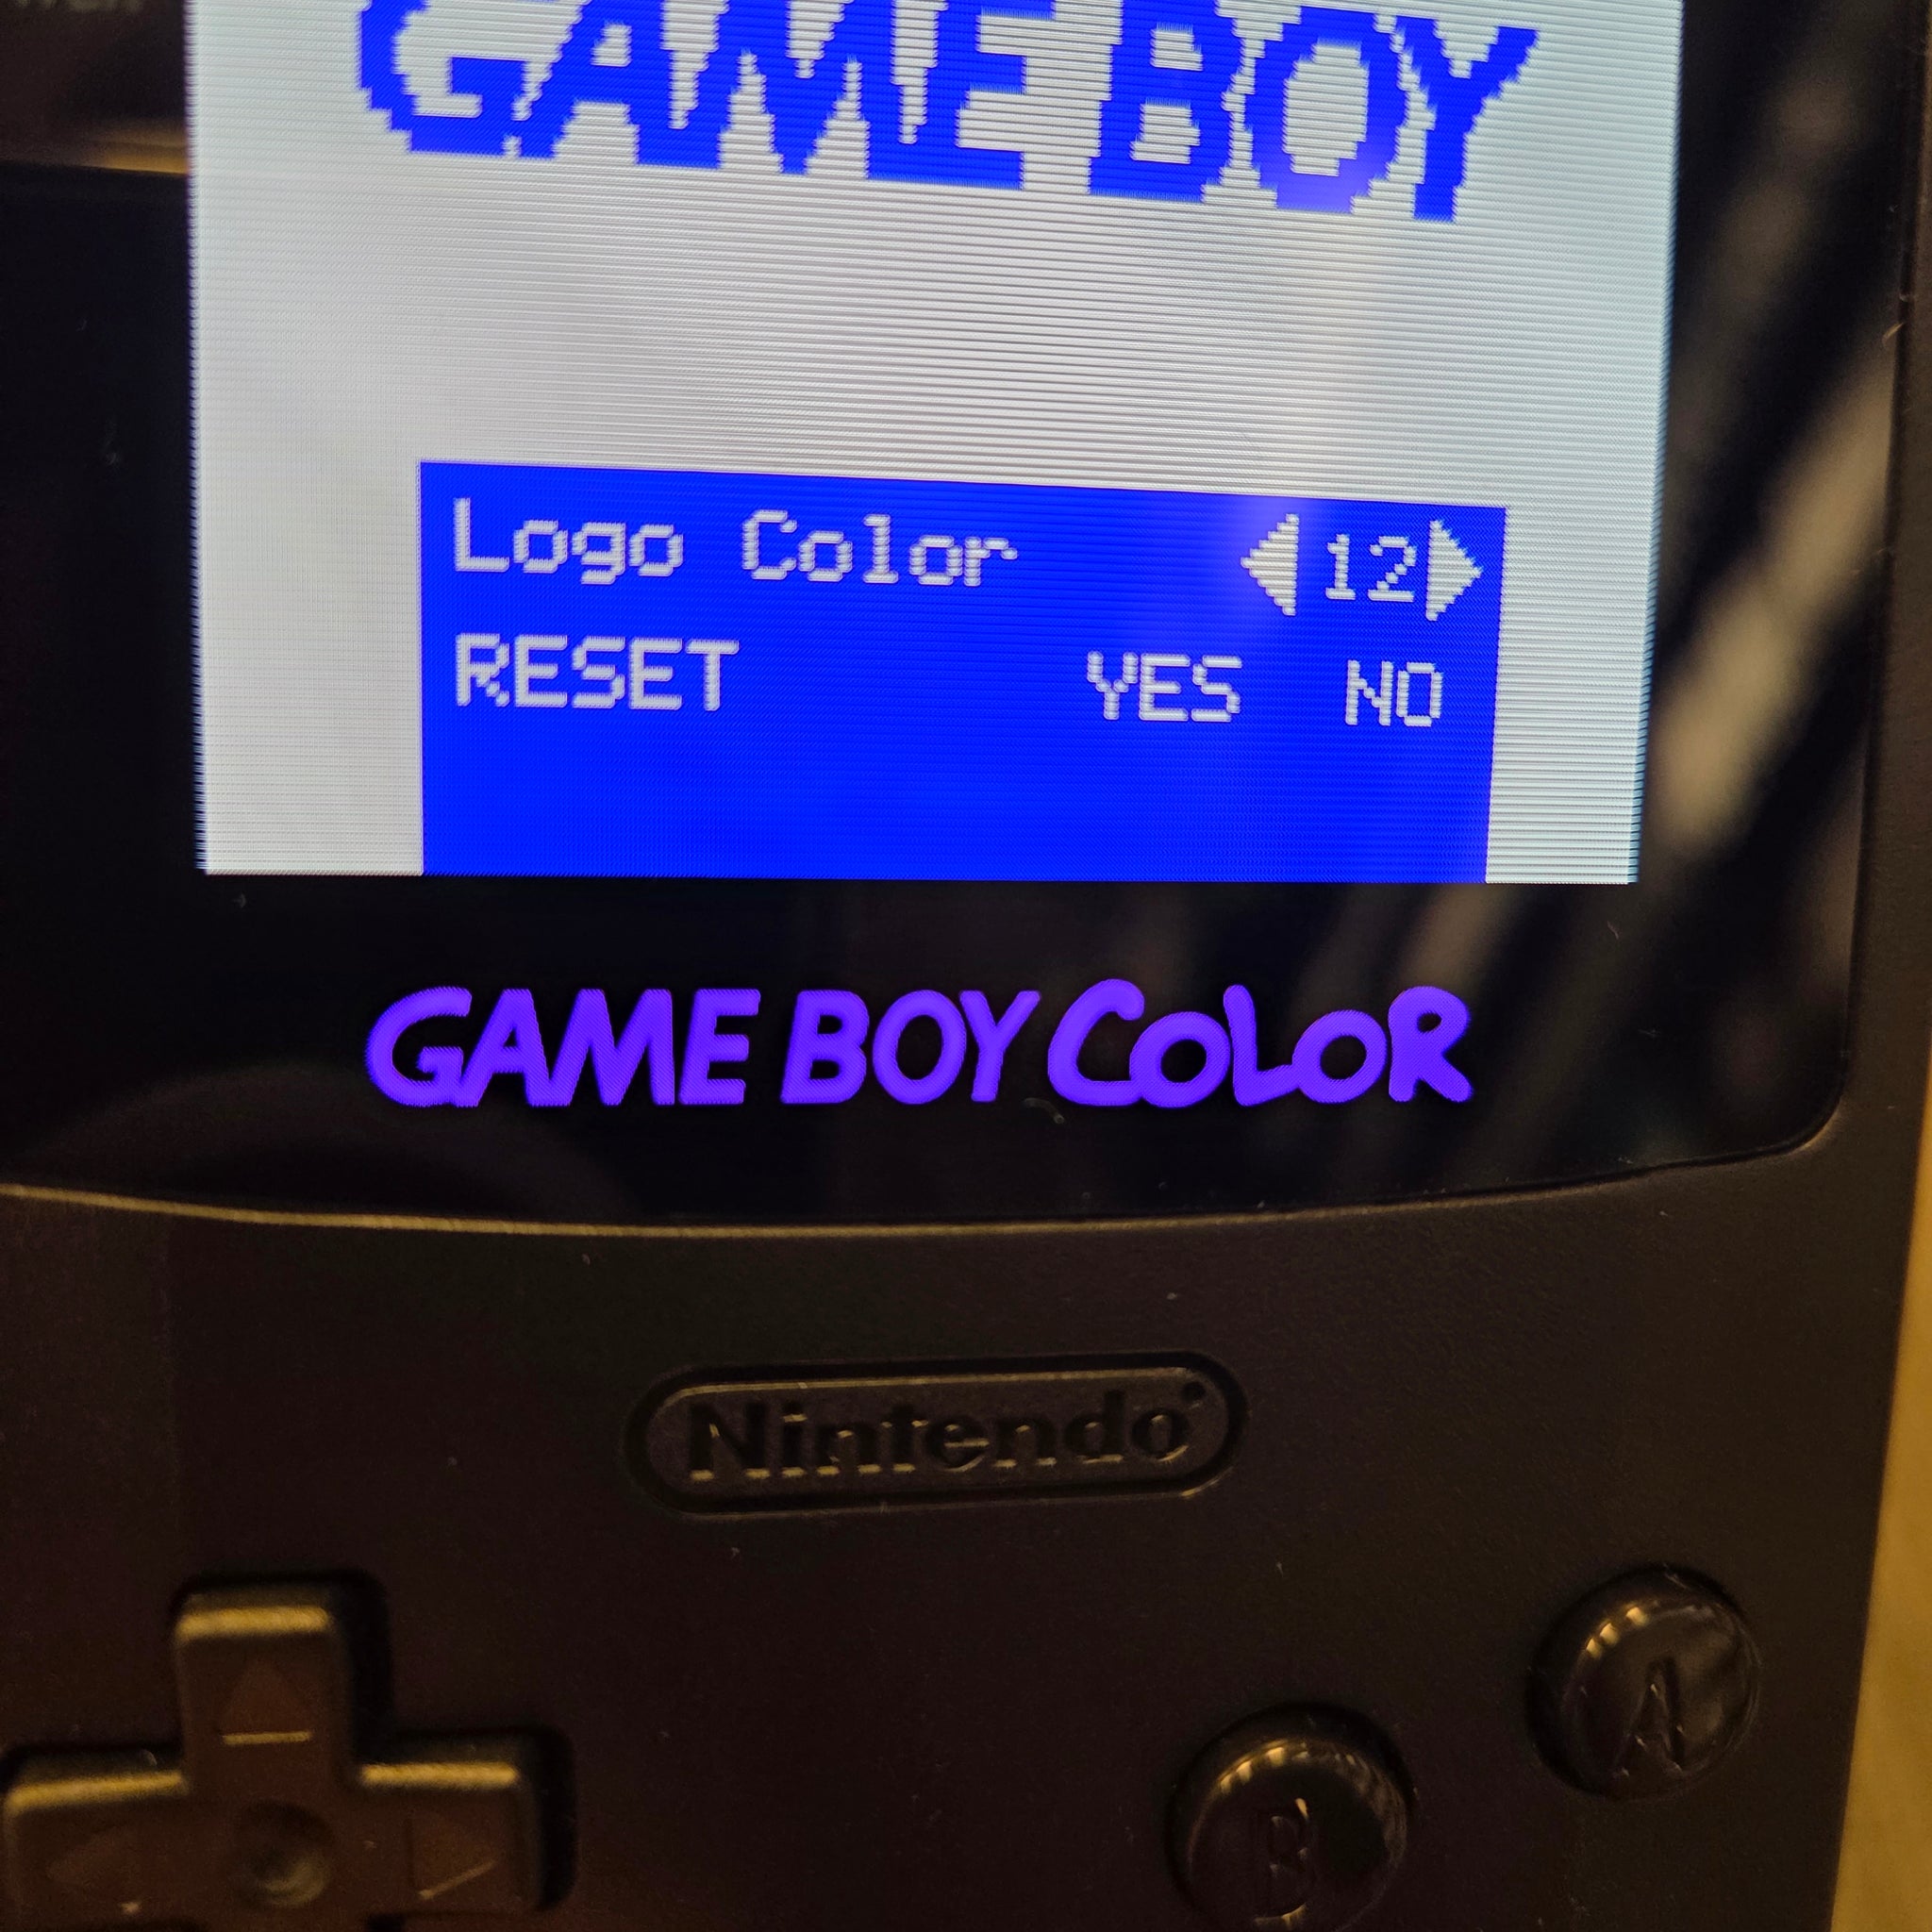 GAME BOY
Logo Color 12
RESET YES NO
GAME BOY COLOR
Nintendo
A
B